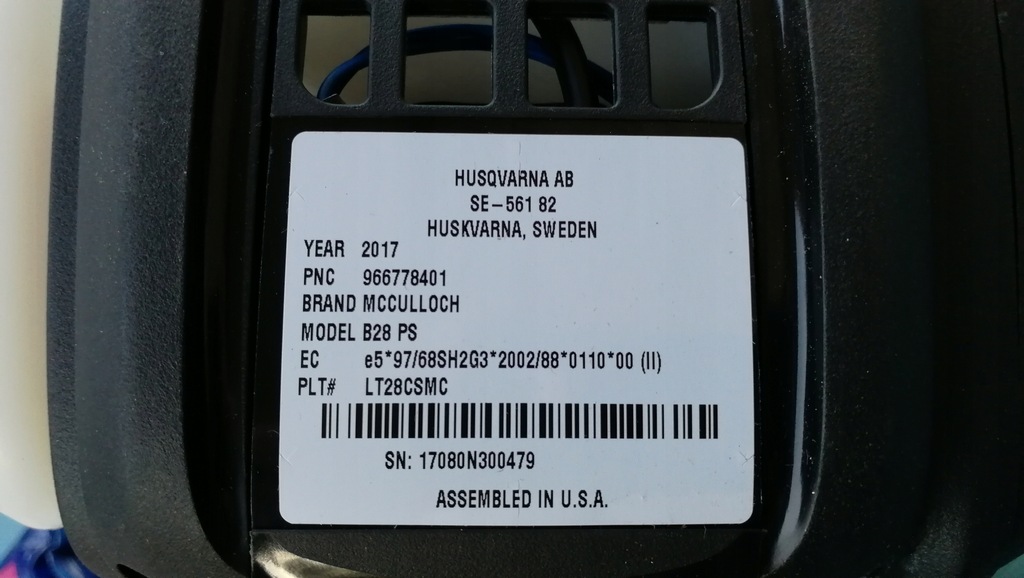 HUSQVARNA AB
SE-561 82
HUSKVARNA, SWEDEN
YEAR 2017
PNC 966778401
BRAND MCCULLOCH
MODEL B28 PS
EC e5*97/68SH2G3*2002/88*0110*00 (II)
PLT# LT28CSMC
SN: 17080N300479
ASSEMBLED IN U.S.A.